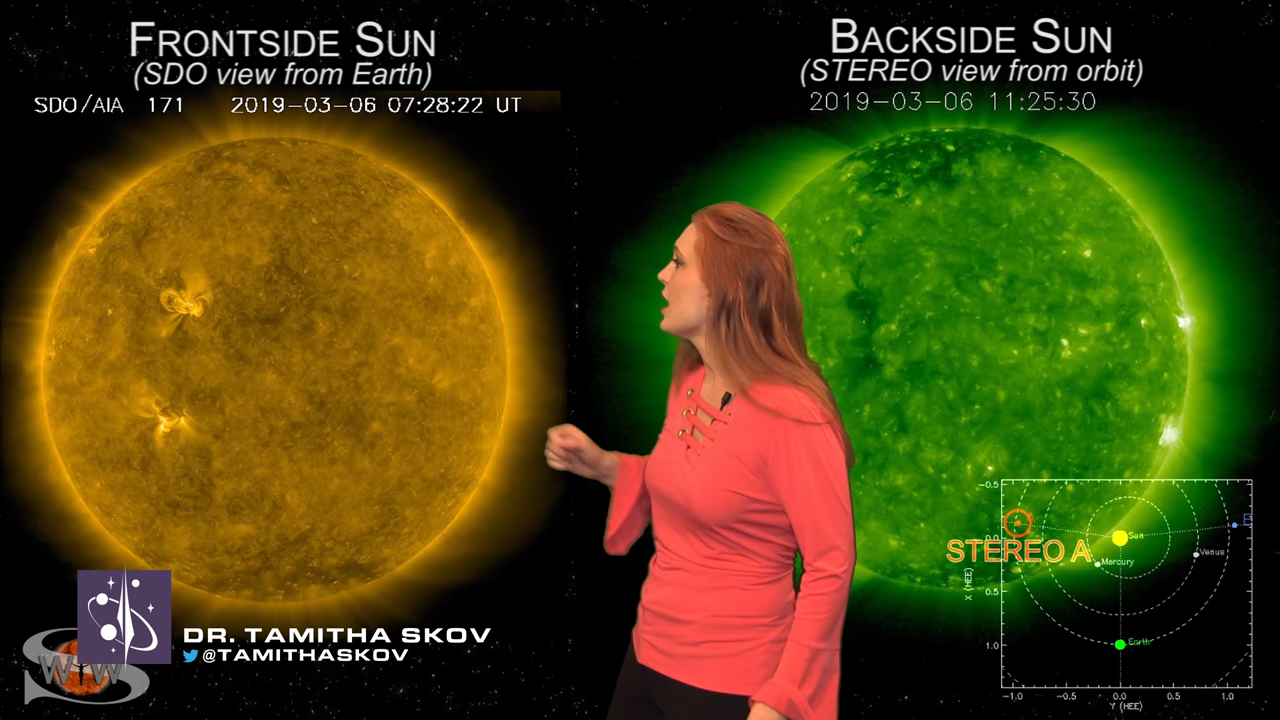 FRONTSIDE SUN
(SDO view from Earth)
SDO/AIA 171 2019-03-06 07:28:22 UT
BACKSIDE SUN
(STEREO view from orbit)
2019-03-06 11:25:30
-0.5
0.0
0.5
1.0
X (HEE)
STEREO A
Sun
Mercury
Venus
Earth
-1.0 -0.5 0.0 0.5 1.0
Y (HEE)
DR. TAMITHA SKOV
@TAMITHASKOV